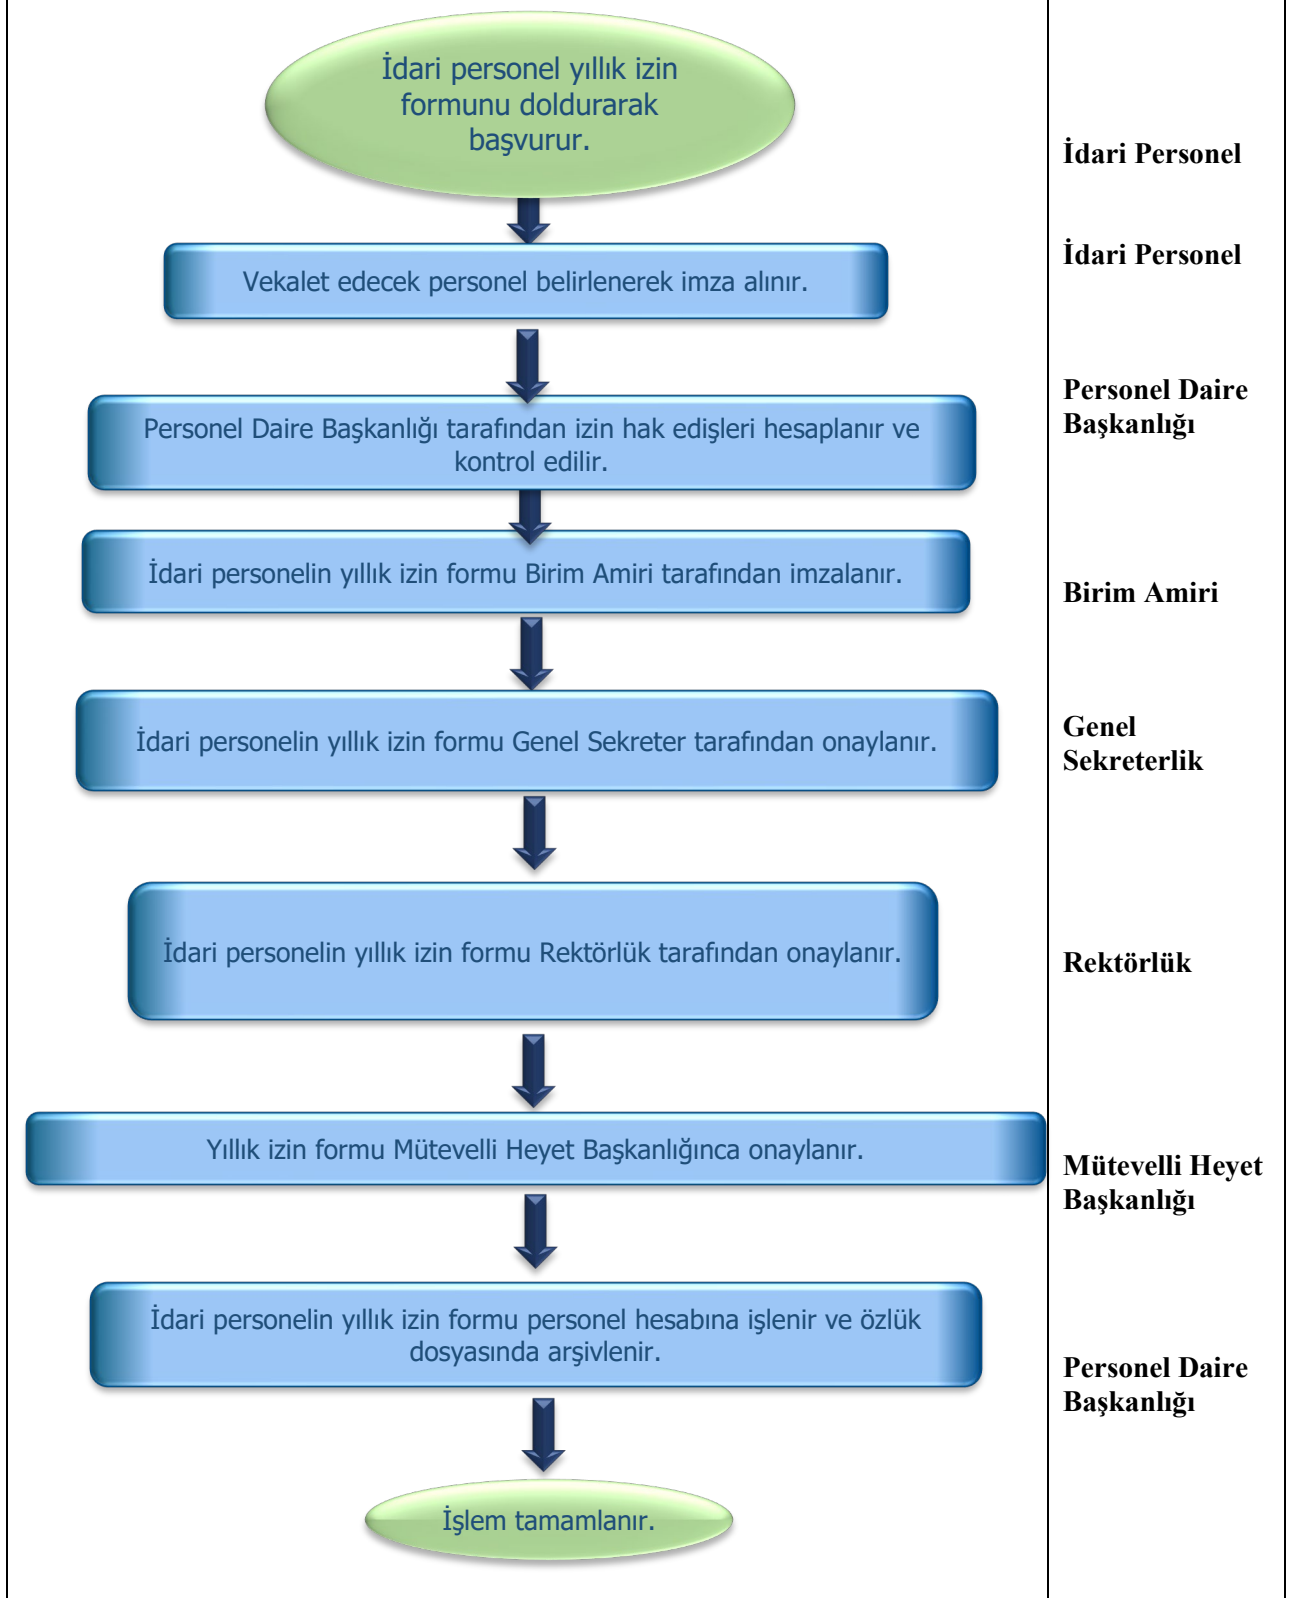 İdari personel yıllık izin
formunu doldurarak
başvurur.
İdari Personel
Vekalet edecek personel belirlenerek imza alınır.
İdari Personel
Personel Daire Başkanlığı tarafından izin hak edişleri hesaplanır ve
kontrol edilir.
Personel Daire
Başkanlığı
İdari personelin yıllık izin formu Birim Amiri tarafından imzalanır.
Birim Amiri
İdari personelin yıllık izin formu Genel Sekreter tarafından onaylanır.
Genel
Sekreterlik
İdari personelin yıllık izin formu Rektörlük tarafından onaylanır.
Rektörlük
Yıllık izin formu Mütevelli Heyet Başkanlığınca onaylanır.
Mütevelli Heyet
Başkanlığı
İdari personelin yıllık izin formu personel hesabına işlenir ve özlük
dosyasında arşivlenir.
Personel Daire
Başkanlığı
İşlem tamamlanır.